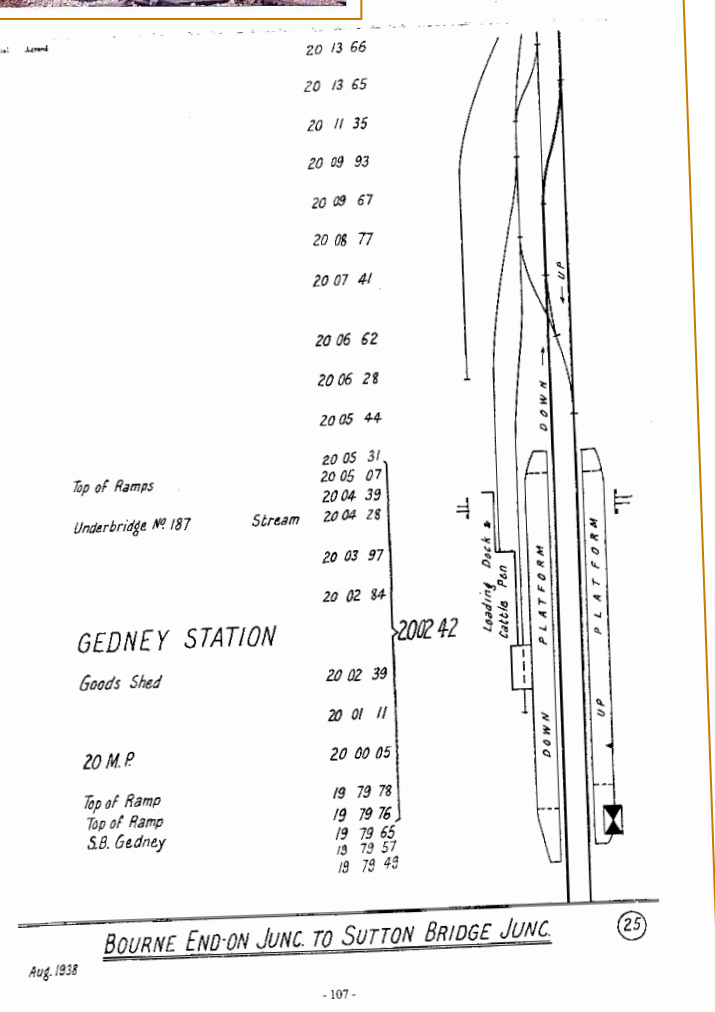 20 13 66
20 13 65
20 11 35
20 09 93
20 09 67
20 08 77
20 07 41
← UP
20 06 62
20 06 28
DOWN →
20 05 44
20 05 31
20 05 07
Top of Ramps
20 04 39
Underbridge Nº 187 Stream 20 04 28
20 03 97
Loading Dock &
Cattle Pen
DOWN PLATFORM
UP PLATFORM
20 02 84
GEDNEY STATION
2002 42
Goods Shed 20 02 39
20 01 11
20 M.P. 20 00 05
19 79 78
Top of Ramp
19 79 76
Top of Ramp
19 79 65
S.B. Gedney
19 79 57
19 79 49
BOURNE END-ON JUNC. TO SUTTON BRIDGE JUNC.
25
Aug. 1938
- 107 -